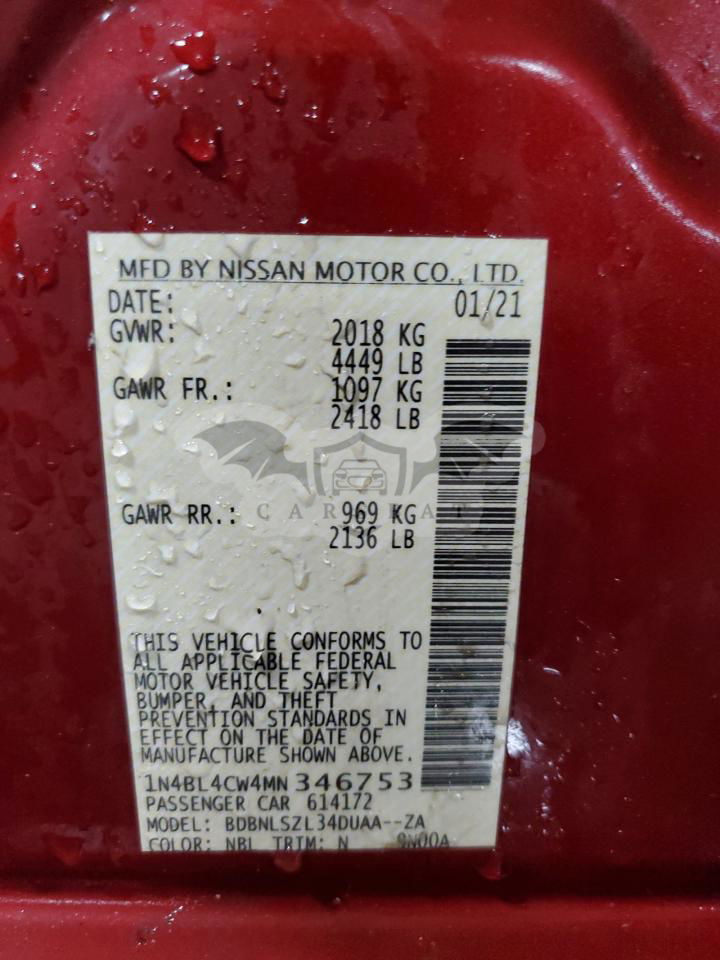 MFD BY NISSAN MOTOR CO., LTD.
DATE: 01/21
GVWR: 2018 KG
4449 LB
GAWR FR.: 1097 KG
2418 LB
GAWR RR.: 969 KG
2136 LB
THIS VEHICLE CONFORMS TO
ALL APPLICABLE FEDERAL
MOTOR VEHICLE SAFETY,
BUMPER, AND THEFT
PREVENTION STANDARDS IN
EFFECT ON THE DATE OF
MANUFACTURE SHOWN ABOVE.
1N4BL4CW4MN346753
PASSENGER CAR 614172
MODEL: BDBNLSZL34DUAA--ZA
COLOR: NBL TRIM: N